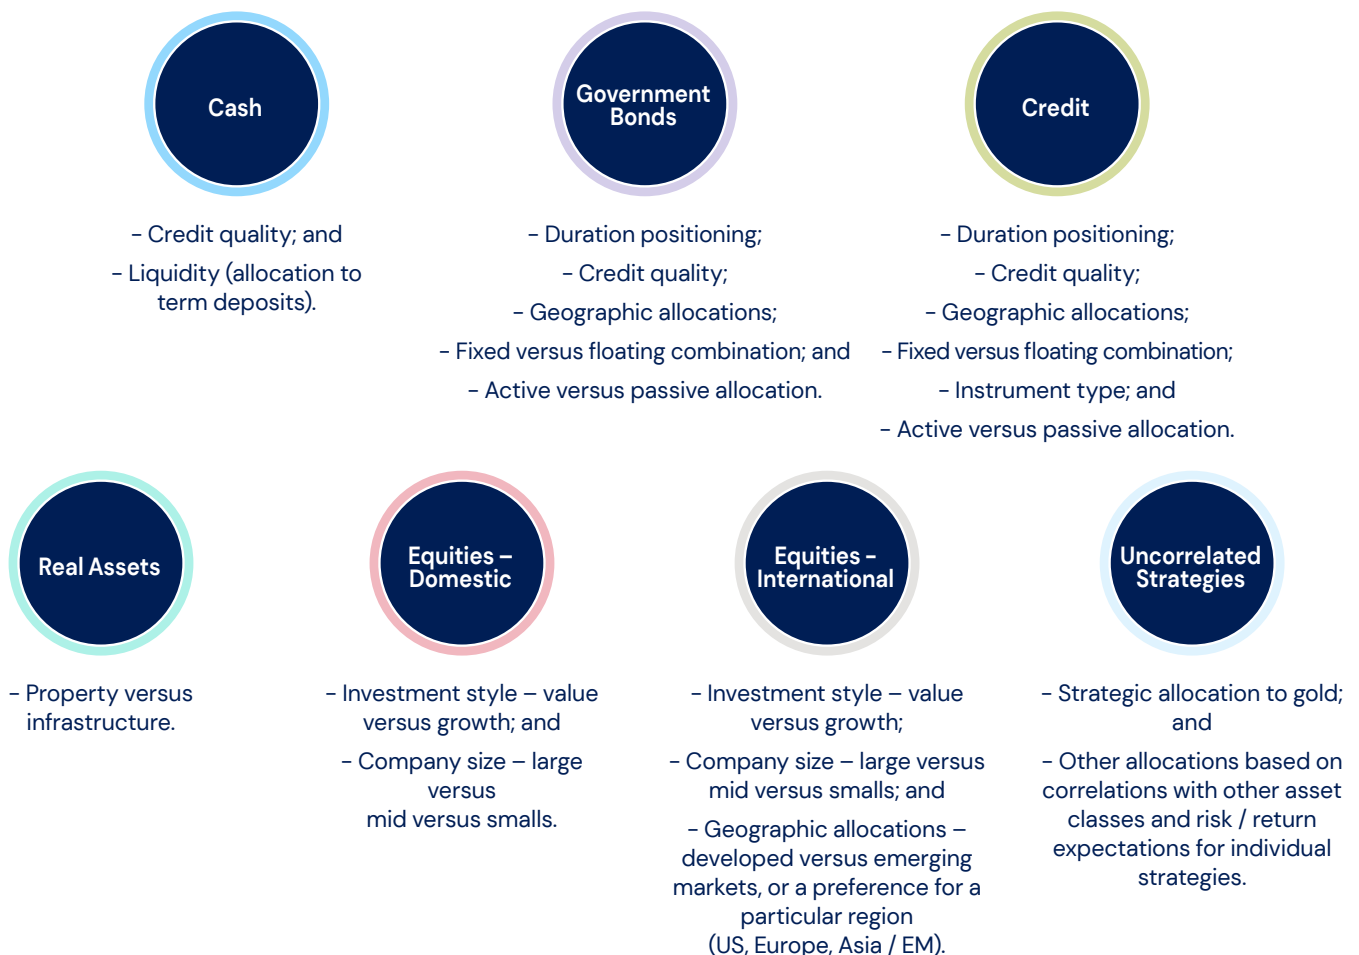 Cash
– Credit quality; and
– Liquidity (allocation to
term deposits).
Government
Bonds
– Duration positioning;
– Credit quality;
– Geographic allocations;
– Fixed versus floating combination; and
– Active versus passive allocation.
Credit
– Duration positioning;
– Credit quality;
– Geographic allocations;
– Fixed versus floating combination;
– Instrument type; and
– Active versus passive allocation.
Real Assets
– Property versus
infrastructure.
Equities –
Domestic
– Investment style – value
versus growth; and
– Company size – large
versus
mid versus smalls.
Equities -
International
– Investment style – value
versus growth;
– Company size – large versus
mid versus smalls; and
– Geographic allocations –
developed versus emerging
markets, or a preference for a
particular region
(US, Europe, Asia / EM).
Uncorrelated
Strategies
– Strategic allocation to gold;
and
– Other allocations based on
correlations with other asset
classes and risk / return
expectations for individual
strategies.